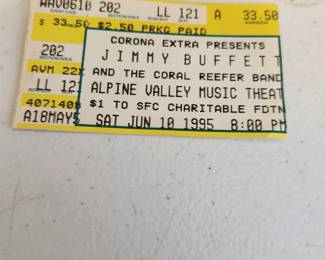 WAV0610 202 LL 121 A 33.50
33.50 $2.50 PRKG PAID
CORONA EXTRA PRESENTS
202 JIMMY BUFFETT
AVM 22X AND THE CORAL REEFER BAND
LL 121 ALPINE VALLEY MUSIC THEAT
4071408 $1 TO SFC CHARITABLE FDTN
A18MAY5 SAT JUN 10 1995 8:00 PM